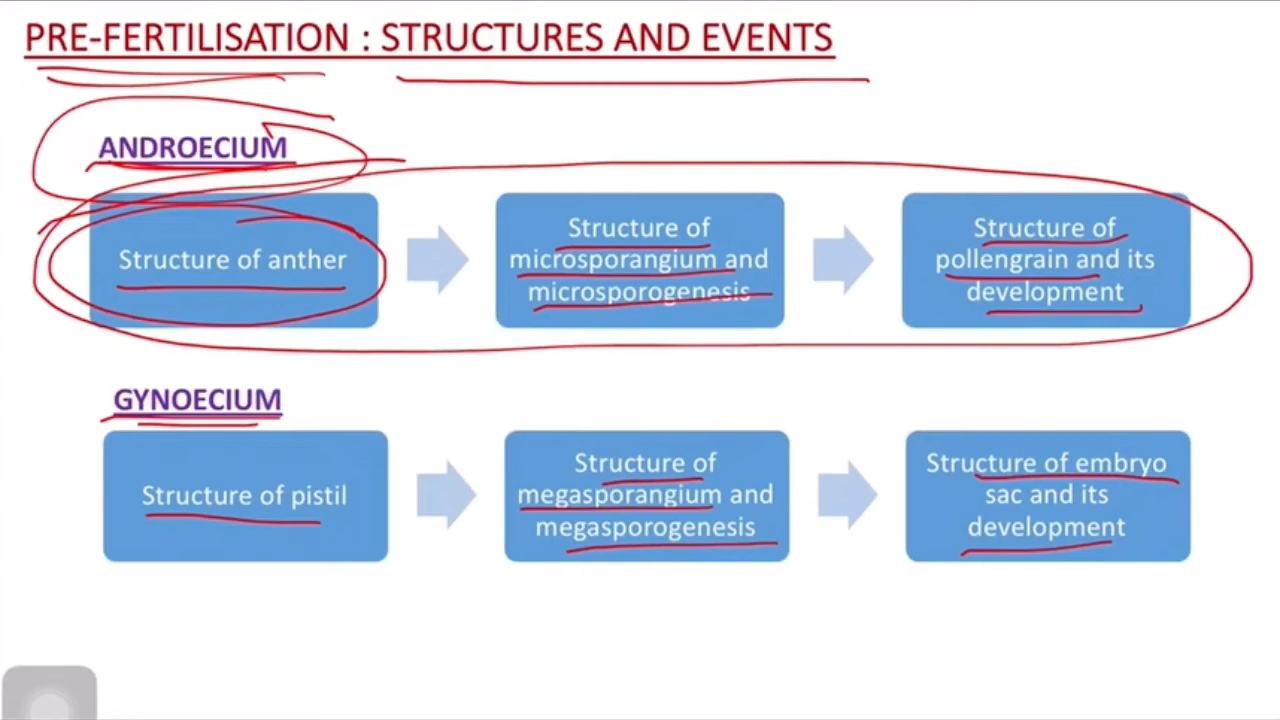 PRE-FERTILISATION : STRUCTURES AND EVENTS
ANDROECIUM
Structure of anther
Structure of
microsporangium and
microsporogenesis
Structure of
pollengrain and its
development
GYNOECIUM
Structure of pistil
Structure of
megasporangium and
megasporogenesis
Structure of embryo
sac and its
development